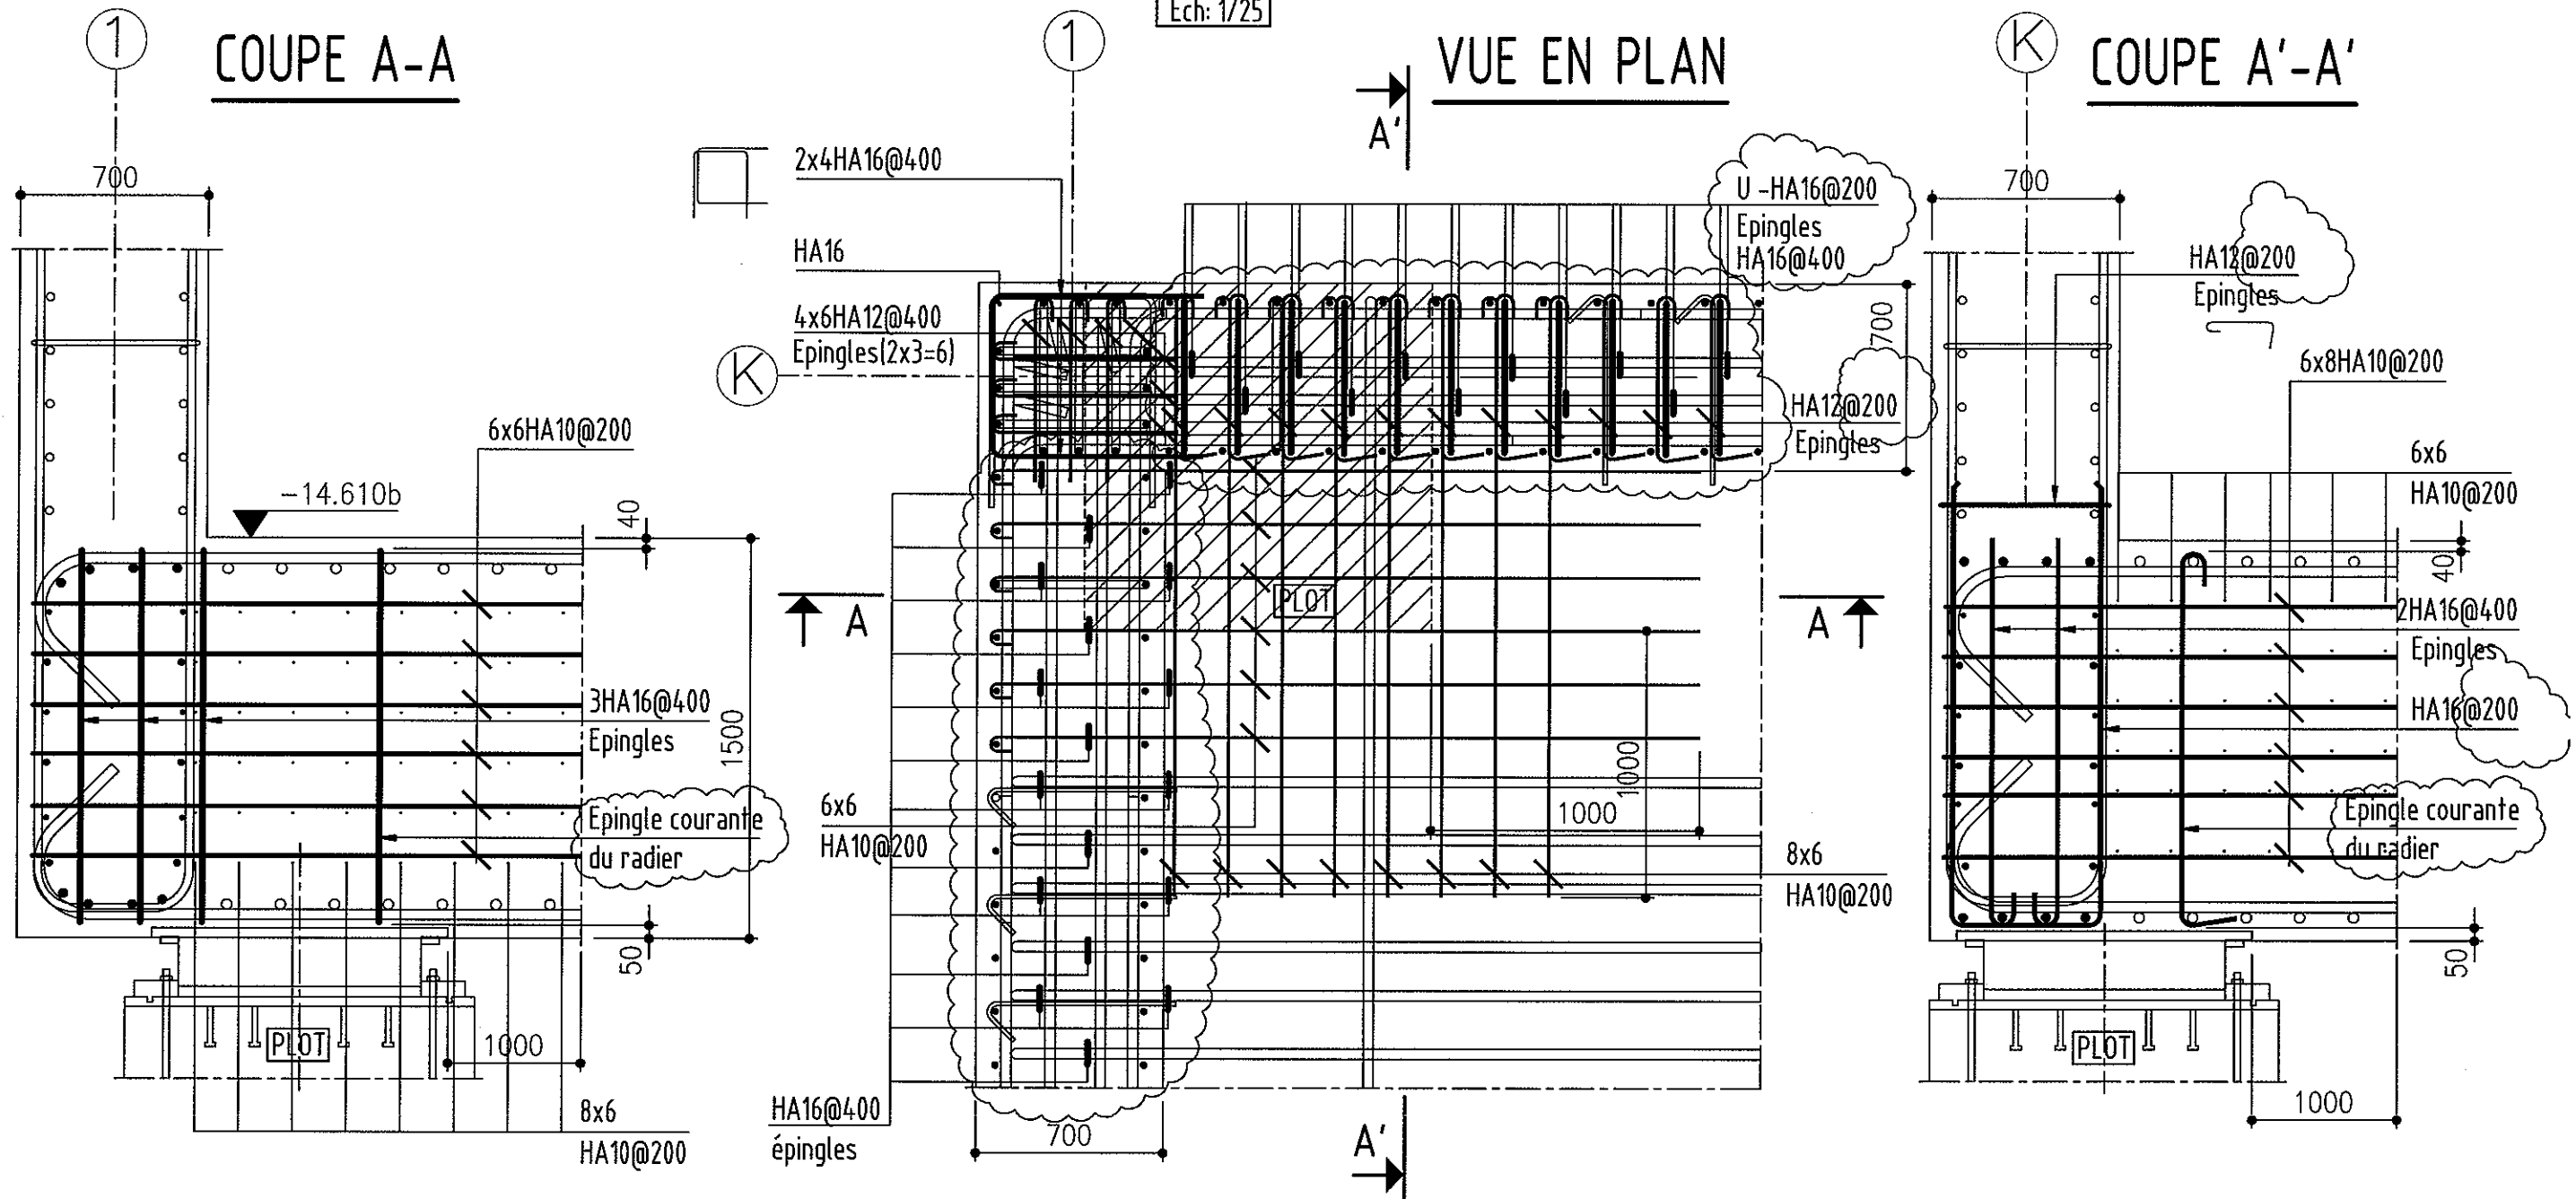 Ech: 1/25
1
COUPE A-A
700
6x6HA10@200
-14.610b
40
3HA16@400
Epingles
1500
Epingle courante
du radier
50
PLOT
1000
8x6
HA10@200
1
VUE EN PLAN
A'
2x4HA16@400
HA16
4x6HA12@400
Epingles(2x3=6)
K
U-HA16@200
Epingles
HA16@400
700
HA12@200
Epingles
A
PLOT
A
1000
1000
6x6
HA10@200
8x6
HA10@200
HA16@400
épingles
700
A'
K
COUPE A'-A'
700
HA12@200
Epingles
6x8HA10@200
6x6
HA10@200
40
2HA16@400
Epingles
HA16@200
Epingle courante
du radier
50
PLOT
1000